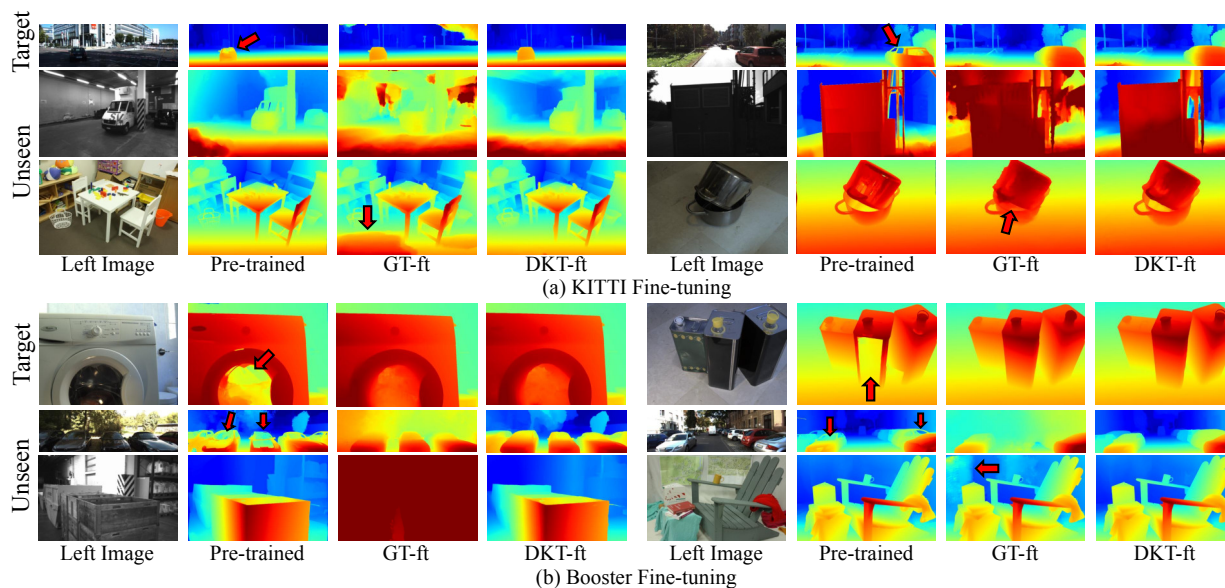 Target
Unseen
Left Image Pre-trained GT-ft DKT-ft Left Image Pre-trained GT-ft DKT-ft
(a) KITTI Fine-tuning
Target
Unseen
Left Image Pre-trained GT-ft DKT-ft Left Image Pre-trained GT-ft DKT-ft
(b) Booster Fine-tuning